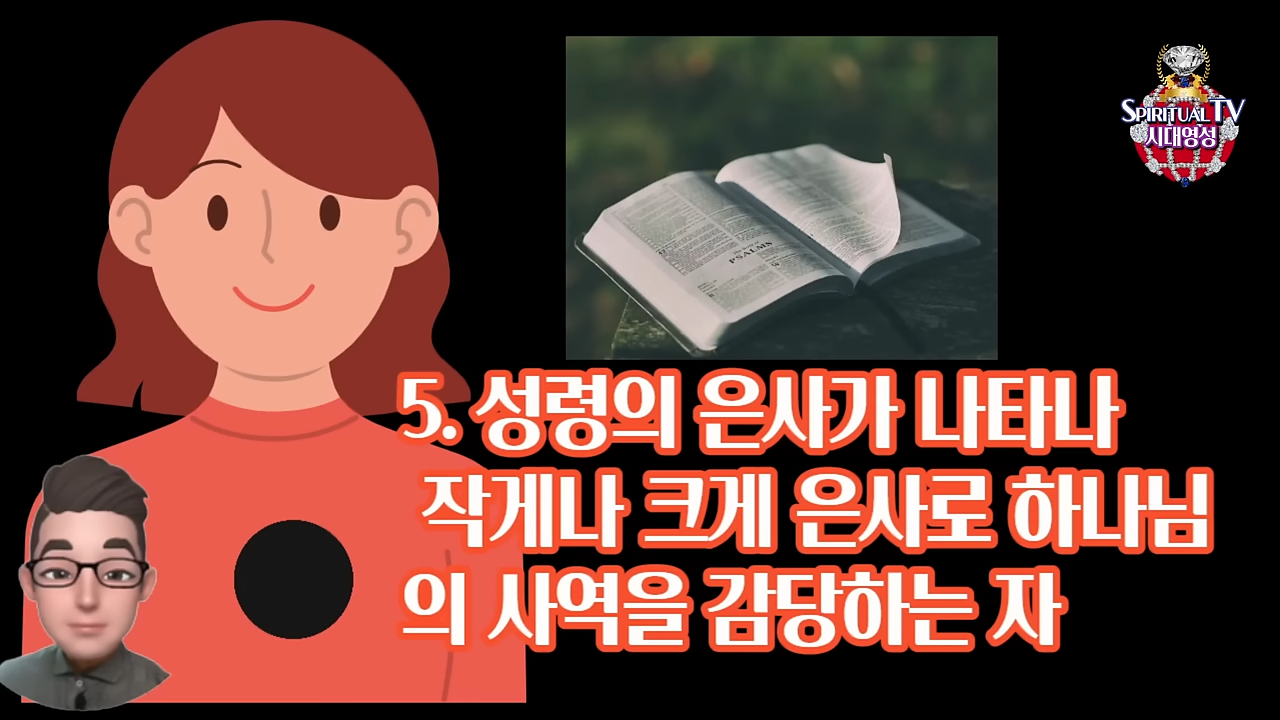 SPIRITUAL TV
시대영성
PSALMS
5. 성령의 은사가 나타나
작게나 크게 은사로 하나님
의 사역을 감당하는 자